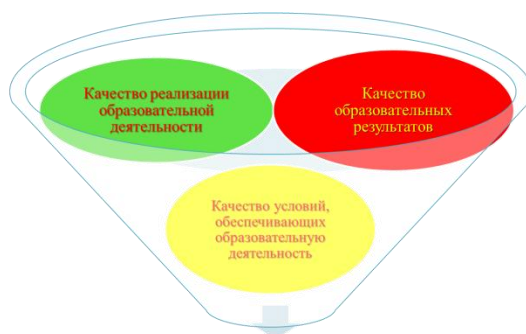 Качество реализации
образовательной
деятельности
Качество
образовательных
результатов
Качество условий,
обеспечивающих
образовательную
деятельность